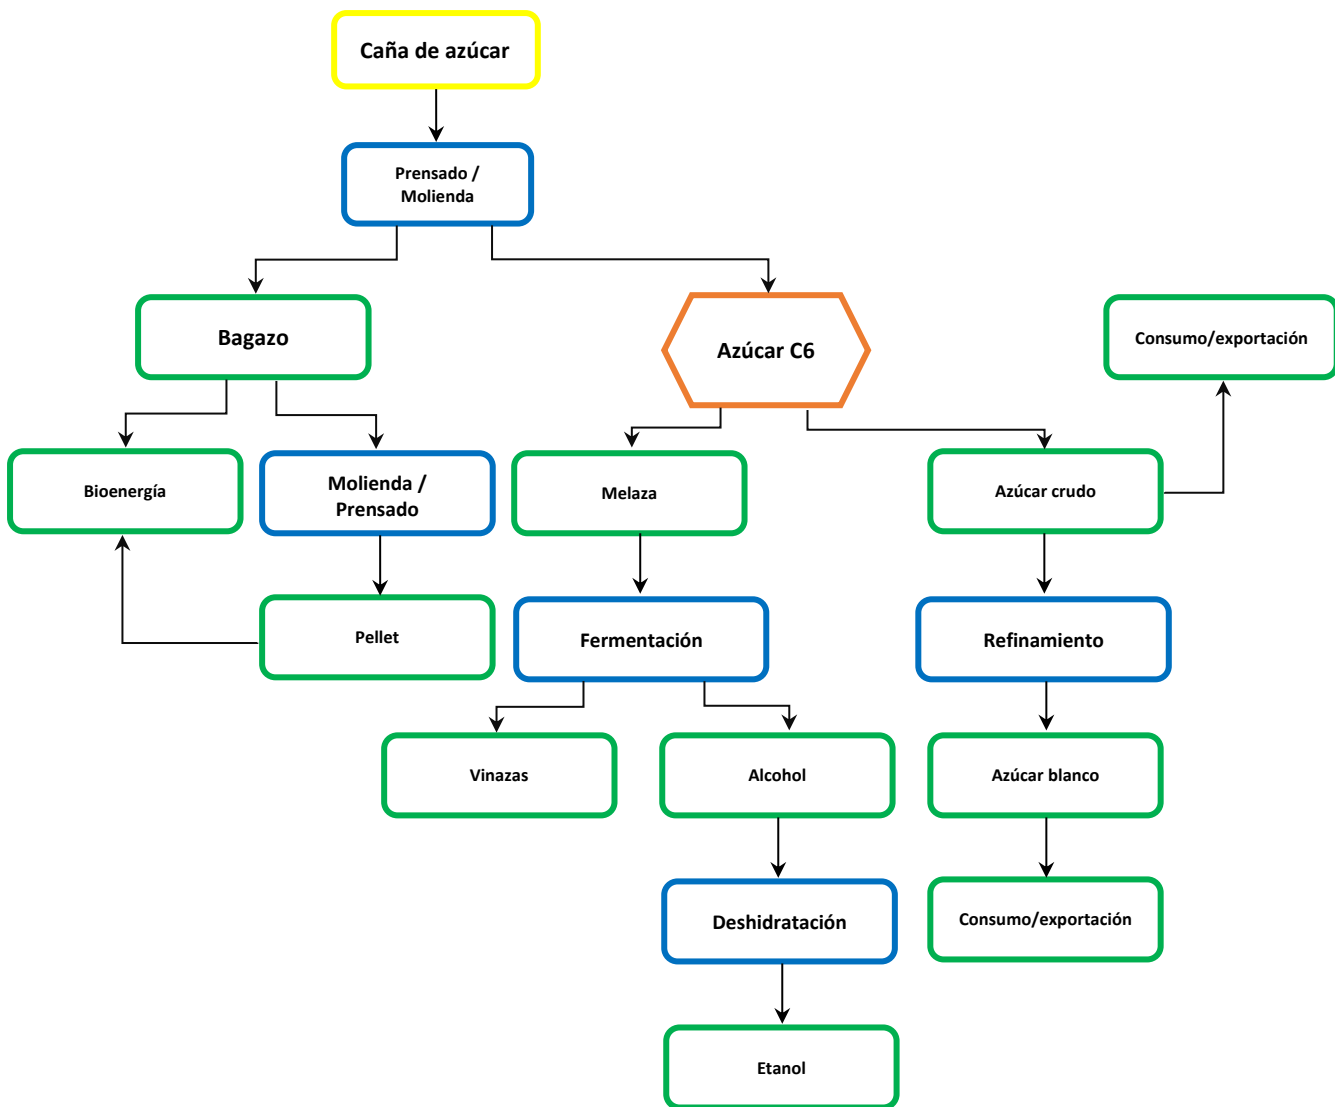 Caña de azúcar
Prensado /
Molienda
Bagazo
Azúcar C6
Consumo/exportación
Bioenergía
Molienda /
Prensado
Melaza
Azúcar crudo
Pellet
Fermentación
Refinamiento
Vinazas
Alcohol
Azúcar blanco
Deshidratación
Consumo/exportación
Etanol